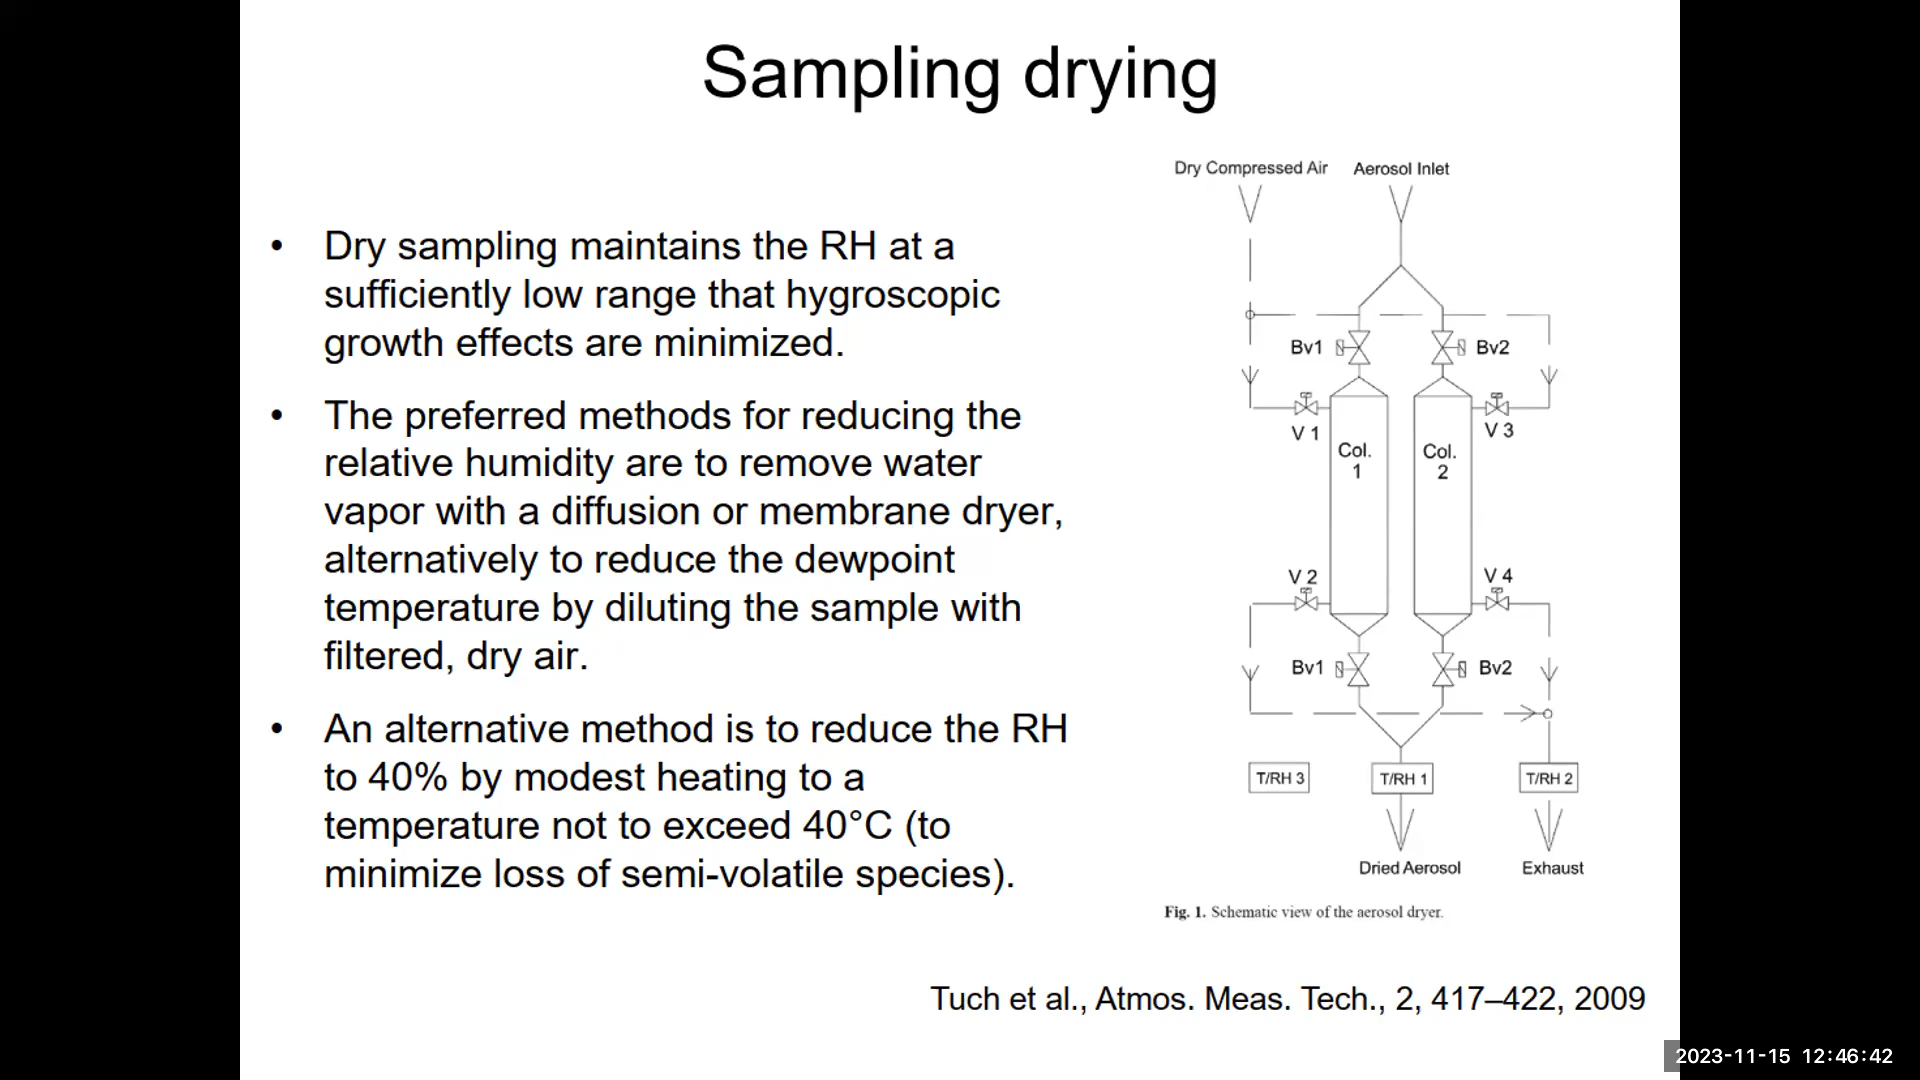 Sampling drying
• Dry sampling maintains the RH at a
sufficiently low range that hygroscopic
growth effects are minimized.
• The preferred methods for reducing the
relative humidity are to remove water
vapor with a diffusion or membrane dryer,
alternatively to reduce the dewpoint
temperature by diluting the sample with
filtered, dry air.
• An alternative method is to reduce the RH
to 40% by modest heating to a
temperature not to exceed 40°C (to
minimize loss of semi-volatile species).
Dry Compressed Air Aerosol Inlet
Bv1 Bv2
V 1 V 3
Col.
1
Col.
2
V 2 V 4
Bv1 Bv2
T/RH 3 T/RH 1 T/RH 2
Dried Aerosol Exhaust
Fig. 1. Schematic view of the aerosol dryer.
Tuch et al., Atmos. Meas. Tech., 2, 417–422, 2009
2023-11-15 12:46:42